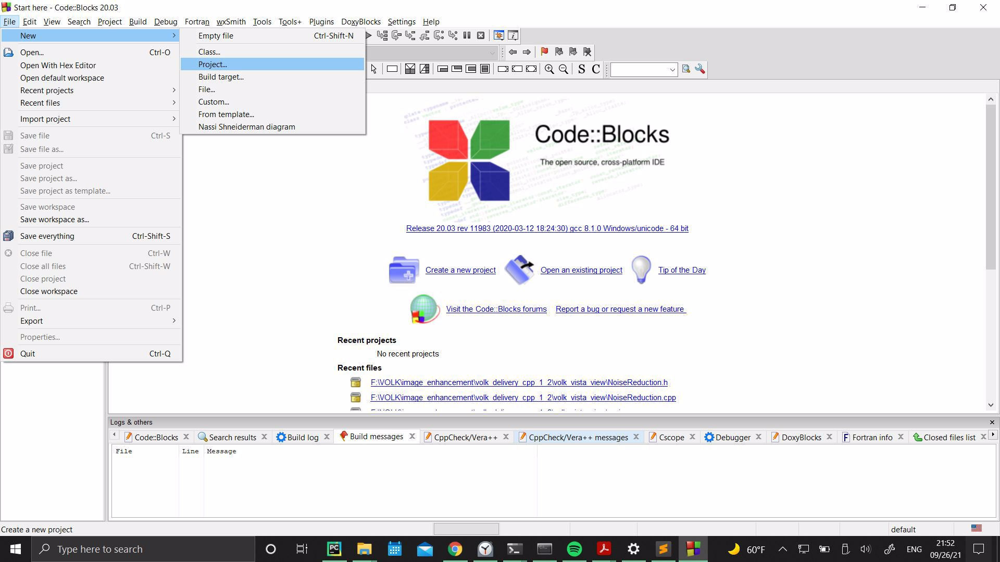 Start here - Code::Blocks 20.03
File Edit View Search Project Build Debug Fortran wxSmith Tools Tools+ Plugins DoxyBlocks Settings Help
New
Open... Ctrl-O
Open With Hex Editor
Open default workspace
Recent projects
Recent files
Import project
Save file Ctrl-S
Save file as...
Save project
Save project as...
Save project as template...
Save workspace
Save workspace as...
Save everything Ctrl-Shift-S
Close file Ctrl-W
Close all files Ctrl-Shift-W
Close project
Close workspace
Print... Ctrl-P
Export
Properties...
Quit Ctrl-Q
Empty file Ctrl-Shift-N
Class...
Project...
Build target...
File...
Custom...
From template...
Nassi Shneiderman diagram
S C
Code::Blocks
The open source, cross-platform IDE
Release 20.03 rev 11983 (2020-03-12 18:24:30) gcc 8.1.0 Windows/unicode - 64 bit
Create a new project Open an existing project Tip of the Day
Visit the Code::Blocks forums Report a bug or request a new feature
Recent projects
No recent projects
Recent files
F:\VOLK\image_enhancement\volk_delivery_cpp_1_2\volk_vista_view\NoiseReduction.h
F:\VOLK\image_enhancement\volk_delivery_cpp_1_2\volk_vista_view\NoiseReduction.cpp
Logs & others
Code::Blocks Search results Build log Build messages CppCheck/Vera++ CppCheck/Vera++ messages Cscope Debugger DoxyBlocks Fortran info Closed files list
File Line Message
Create a new project default
Type here to search 60°F ENG 21:52
09/26/21